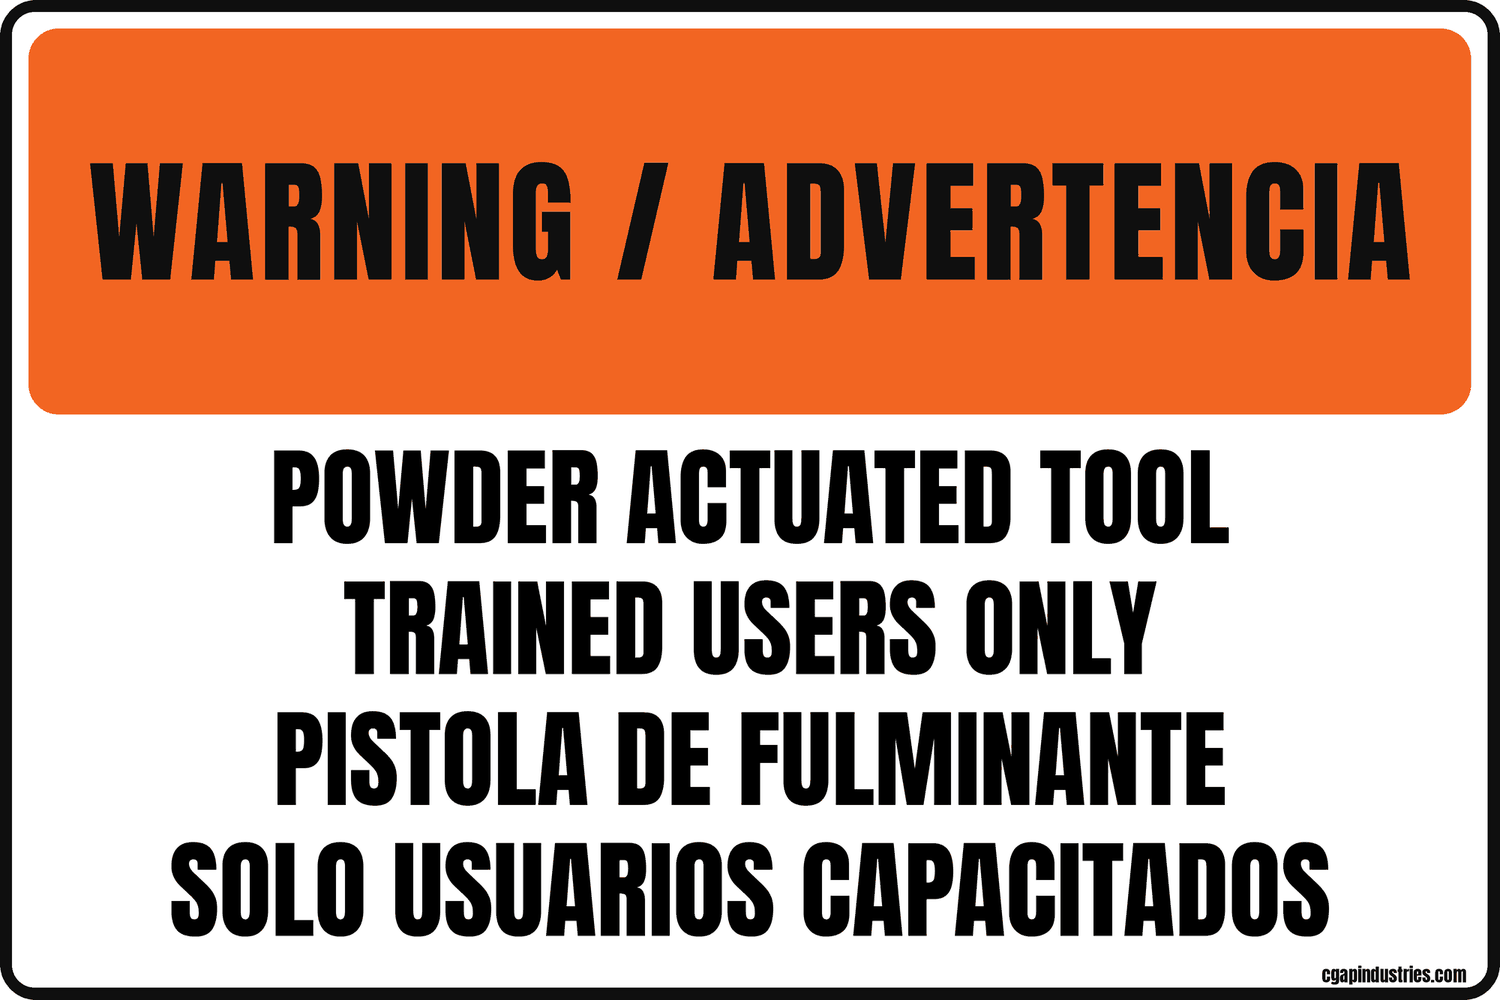 WARNING / ADVERTENCIA
POWDER ACTUATED TOOL
TRAINED USERS ONLY
PISTOLA DE FULMINANTE
SOLO USUARIOS CAPACITADOS
cgapindustries.com